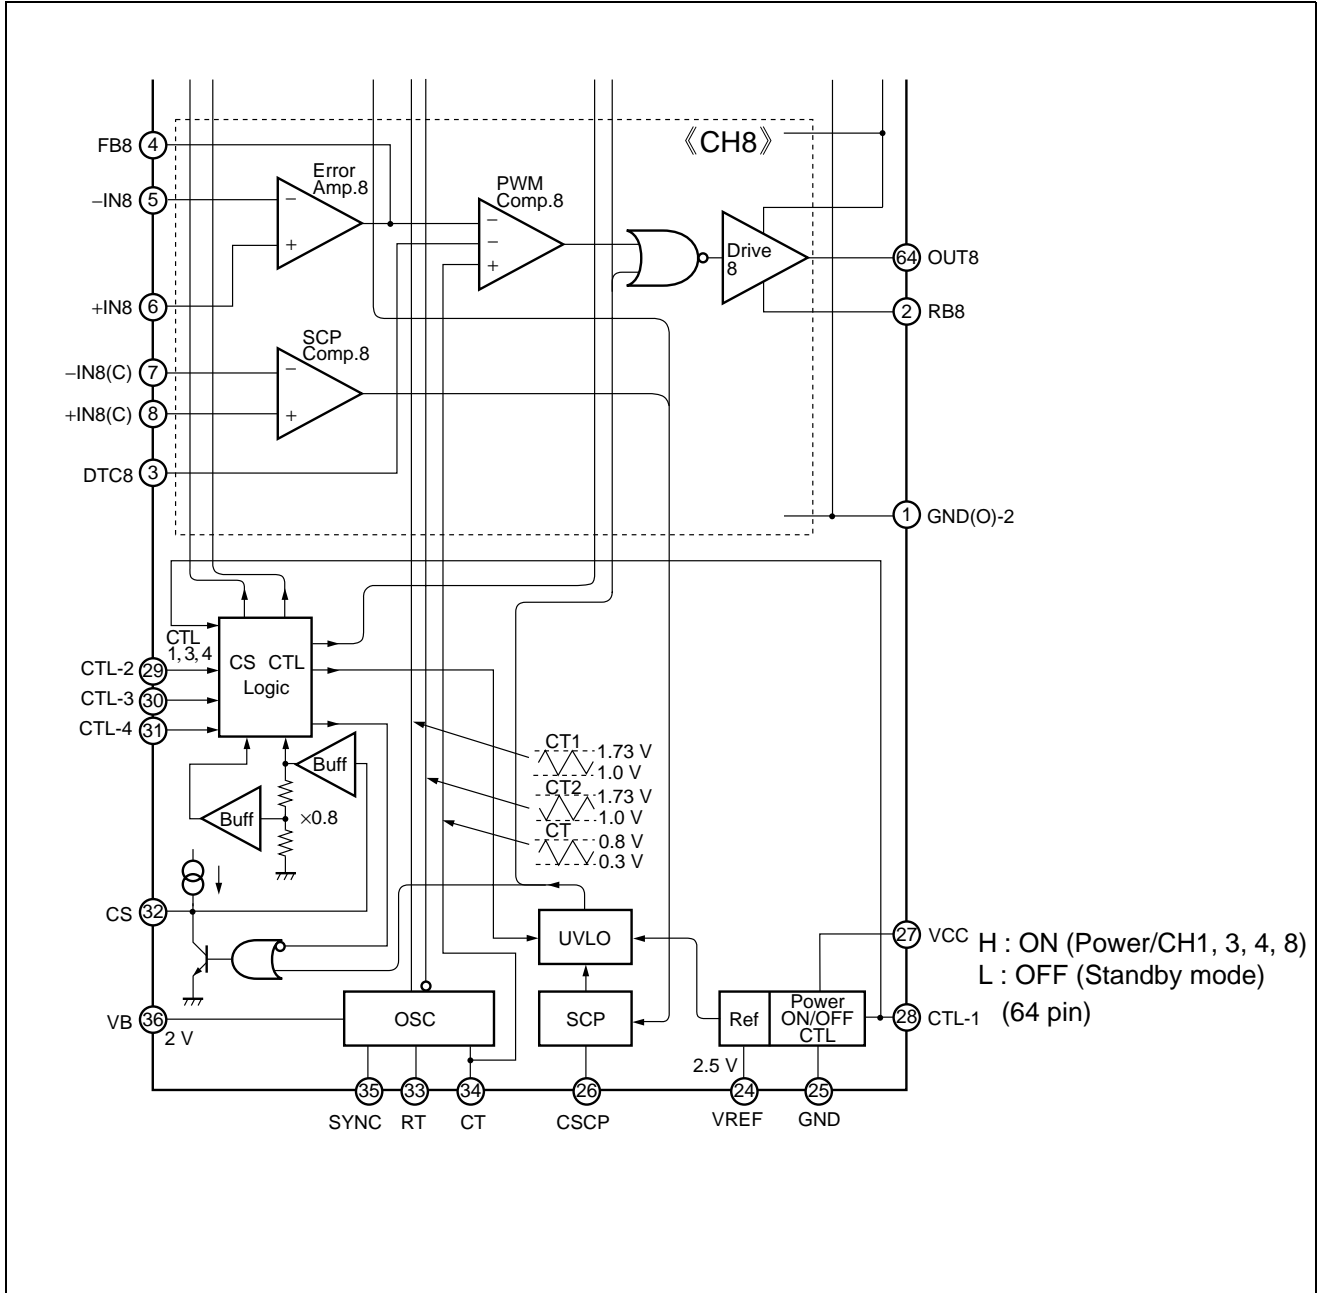 《CH8》
FB8
4
Error
Amp.8
−
+
PWM
Comp.8
−
−
+
−IN8
5
Drive
8
64
OUT8
+IN8
6
2
RB8
SCP
Comp.8
−
+
−IN8(C)
7
+IN8(C)
8
DTC8
3
1
GND(O)-2
CTL
1, 3, 4
CS CTL
Logic
CTL-2
29
CTL-3
30
CTL-4
31
Buff
Buff
×0.8
CT1
1.73 V
1.0 V
CT2
1.73 V
1.0 V
CT
0.8 V
0.3 V
CS
32
UVLO
27
VCC
H : ON (Power/CH1, 3, 4, 8)
L : OFF (Standby mode)
(64 pin)
VB
36
2 V
OSC
SCP
Ref
Power
ON/OFF
CTL
28
CTL-1
2.5 V
35
33
34
26
24
25
SYNC
RT
CT
CSCP
VREF
GND